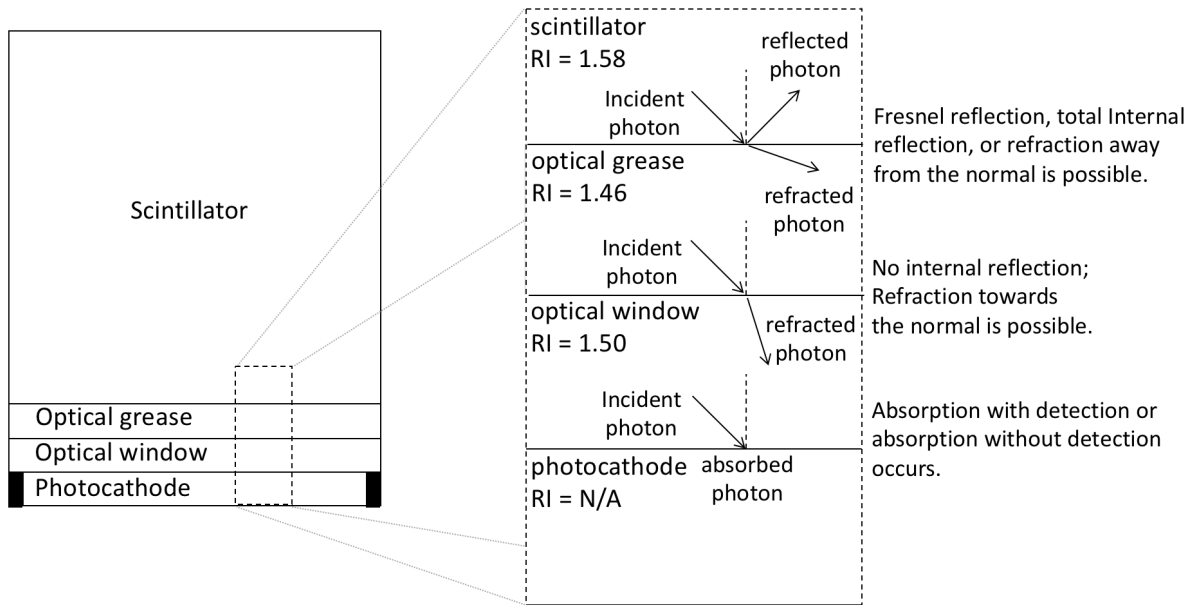 Scintillator
Optical grease
Optical window
Photocathode
scintillator
RI = 1.58
reflected
photon
Incident
photon
optical grease
RI = 1.46
refracted
photon
Incident
photon
optical window
RI = 1.50
refracted
photon
Incident
photon
photocathode
RI = N/A
absorbed
photon
Fresnel reflection, total Internal
reflection, or refraction away
from the normal is possible.
No internal reflection;
Refraction towards
the normal is possible.
Absorption with detection or
absorption without detection
occurs.